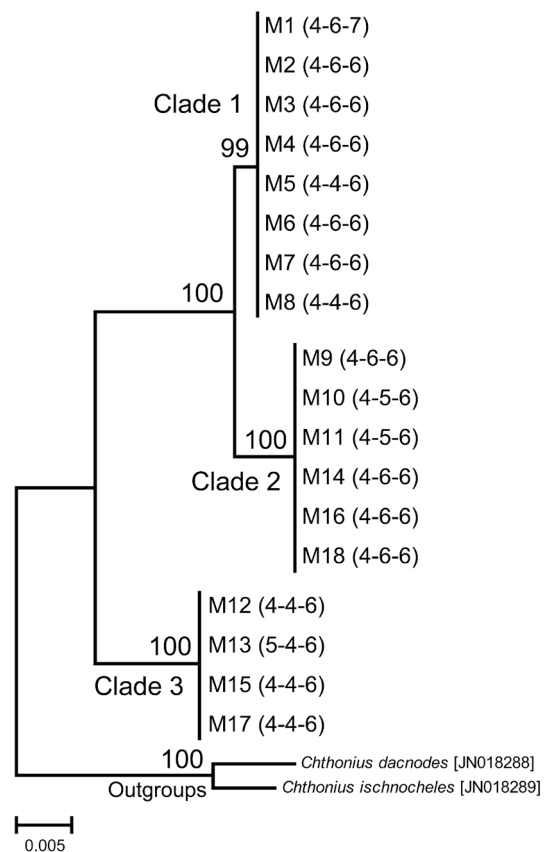 M1 (4-6-7)
M2 (4-6-6)
Clade 1
M3 (4-6-6)
M4 (4-6-6)
99
M5 (4-4-6)
M6 (4-6-6)
M7 (4-6-6)
100
M8 (4-4-6)
M9 (4-6-6)
M10 (4-5-6)
M11 (4-5-6)
100
M14 (4-6-6)
Clade 2
M16 (4-6-6)
M18 (4-6-6)
M12 (4-4-6)
M13 (5-4-6)
100
M15 (4-4-6)
Clade 3
M17 (4-4-6)
100
Chthonius dacnodes [JN018288]
Chthonius ischnocheles [JN018289]
Outgroups
0.005